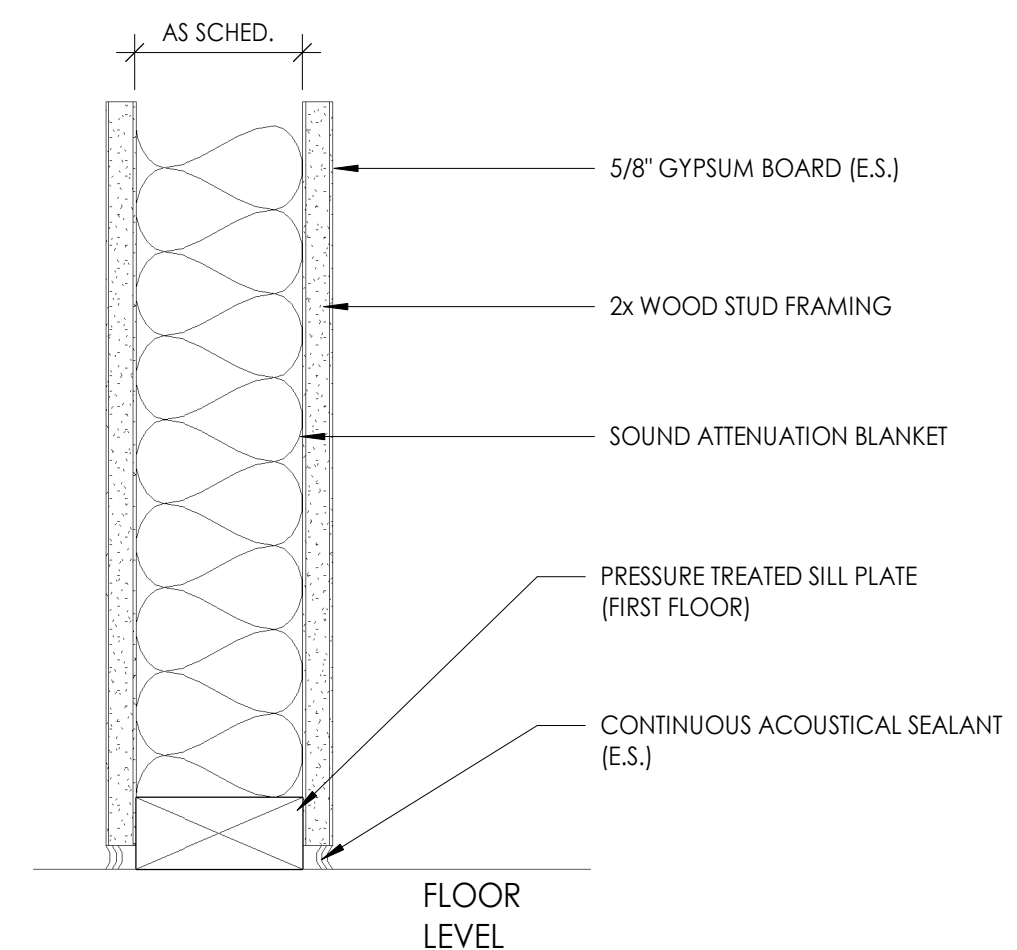 AS SCHED.
5/8" GYPSUM BOARD (E.S.)
2x WOOD STUD FRAMING
SOUND ATTENUATION BLANKET
PRESSURE TREATED SILL PLATE
(FIRST FLOOR)
CONTINUOUS ACOUSTICAL SEALANT
(E.S.)
FLOOR
LEVEL